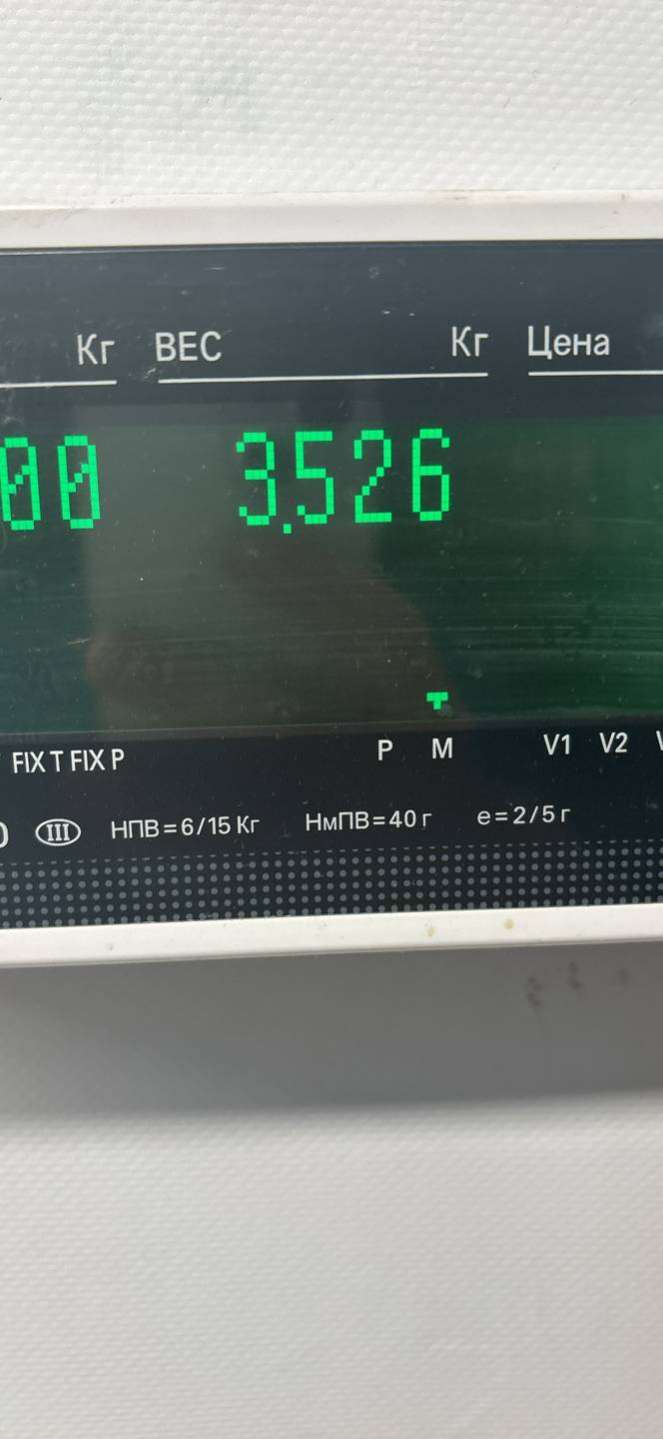 Кг ВЕС Кг Цена
00 3.526
FIX T FIX P P M V1 V2
III НПВ=6/15 Кг НмПВ=40 г e=2/5 г